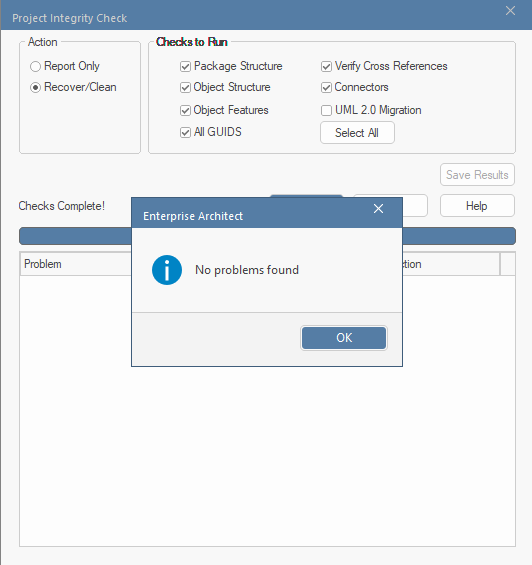 Project Integrity Check
Action
Checks to Run
Report Only
Package Structure
Verify Cross References
Recover/Clean
Object Structure
Connectors
Object Features
UML 2.0 Migration
All GUIDS
Select All
Save Results
Checks Complete!
Help
Enterprise Architect
Problem
No problems found
OK